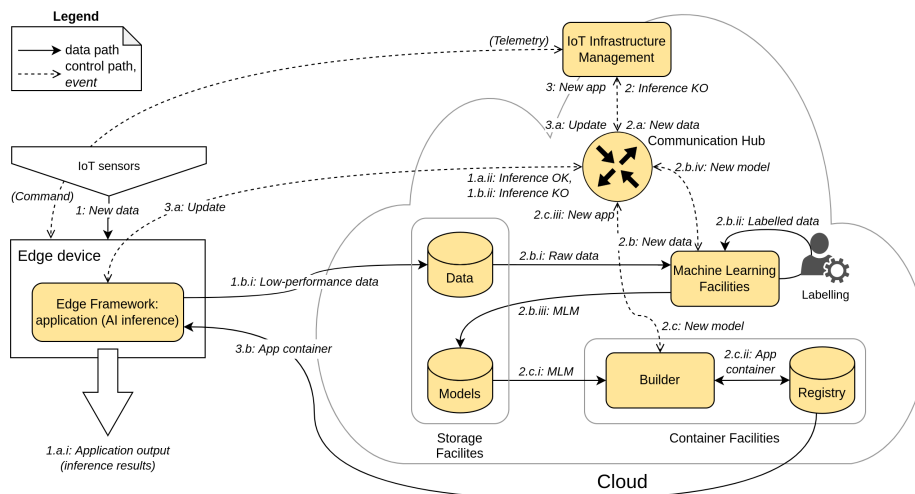 Legend
data path
control path,
event
(Telemetry)
IoT Infrastructure
Management
3: New app
2: Inference KO
3.a: Update
2.a: New data
Communication Hub
IoT sensors
1.a.ii: Inference OK,
1.b.ii: Inference KO
2.b.iv: New model
(Command)
1: New data
3.a: Update
2.c.iii: New app
2.b.ii: Labelled data
2.b: New data
Edge device
Data
2.b.i: Raw data
Machine Learning
Facilities
Labelling
1.b.i: Low-performance data
Edge Framework:
application (AI inference)
2.b.iii: MLM
2.c: New model
3.b: App container
2.c.i: MLM
2.c.ii: App
container
Models
Builder
Registry
Storage
Facilites
Container Facilities
1.a.i: Application output
(inference results)
Cloud